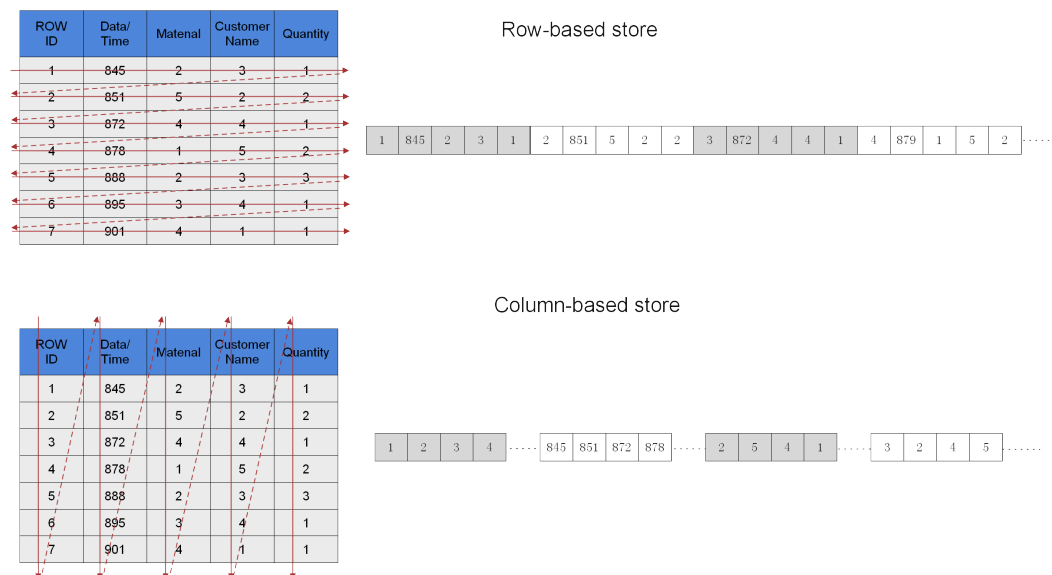 Row-based store
ROW ID Data/ Time Matenal Customer Name Quantity
1 845 2 3 1
2 851 5 2 2
3 872 4 4 1
4 878 1 5 2
5 888 2 3 3
6 895 3 4 1
7 901 4 1 1
1 845 2 3 1 2 851 5 2 2 3 872 4 4 1 4 879 1 5 2
Column-based store
ROW ID Data/ Time Matenal Customer Name Quantity
1 845 2 3 1
2 851 5 2 2
3 872 4 4 1
4 878 1 5 2
5 888 2 3 3
6 895 3 4 1
7 901 4 1 1
1 2 3 4 845 851 872 878 2 5 4 1 3 2 4 5